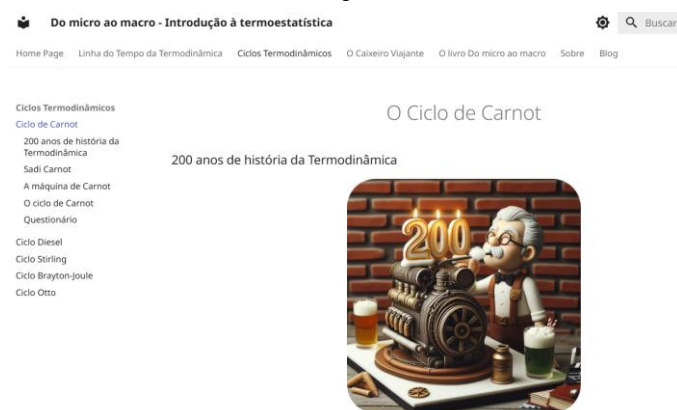 Do micro ao macro - Introdução à termoestatística
Buscar
Home Page Linha do Tempo da Termodinâmica Ciclos Termodinâmicos O Caixeiro Viajante O livro Do micro ao macro Sobre Blog
Ciclos Termodinâmicos
Ciclo de Carnot
200 anos de história da
Termodinâmica
Sadi Carnot
A máquina de Carnot
O ciclo de Carnot
Questionário
Ciclo Diesel
Ciclo Stirling
Ciclo Brayton-Joule
Ciclo Otto
O Ciclo de Carnot
200 anos de história da Termodinâmica
200